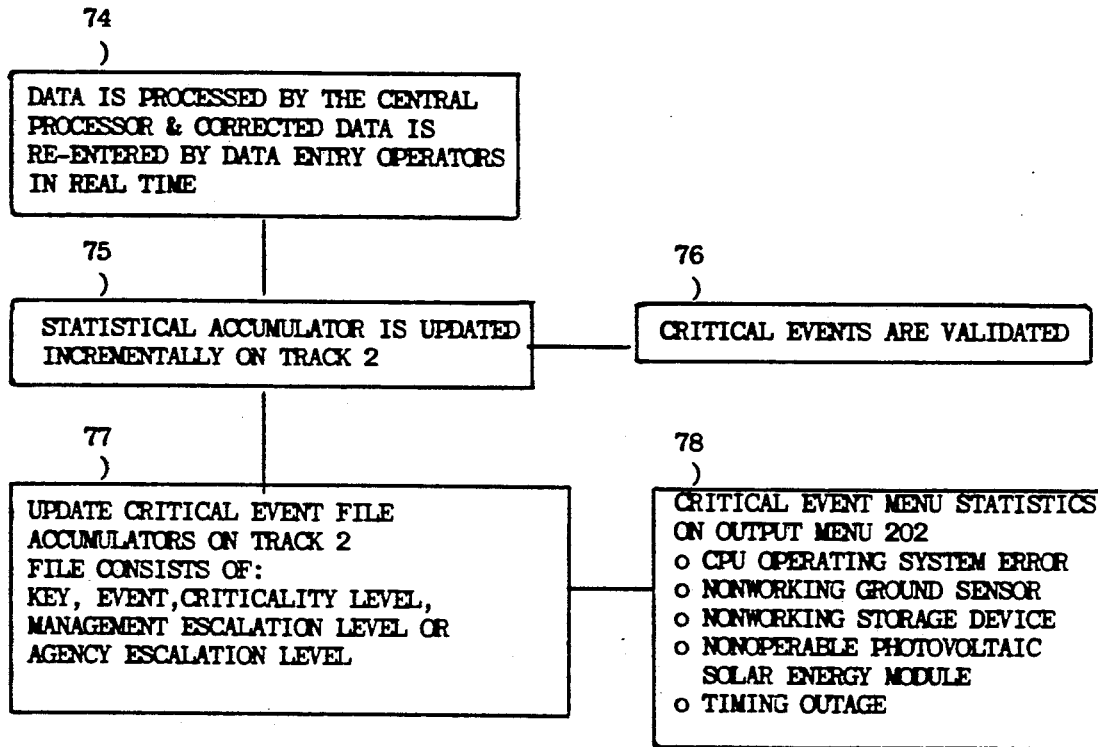 74
)
DATA IS PROCESSED BY THE CENTRAL
PROCESSOR & CORRECTED DATA IS
RE-ENTERED BY DATA ENTRY OPERATORS
IN REAL TIME
75
)
STATISTICAL ACCUMULATOR IS UPDATED
INCREMENTALLY ON TRACK 2
76
)
CRITICAL EVENTS ARE VALIDATED
77
)
UPDATE CRITICAL EVENT FILE
ACCUMULATORS ON TRACK 2
FILE CONSISTS OF:
KEY, EVENT,CRITICALITY LEVEL,
MANAGEMENT ESCALATION LEVEL OR
AGENCY ESCALATION LEVEL
78
)
CRITICAL EVENT MENU STATISTICS
ON OUTPUT MENU 202
o CPU OPERATING SYSTEM ERROR
o NONWORKING GROUND SENSOR
o NONWORKING STORAGE DEVICE
o NONOPERABLE PHOTOVOLTAIC
SOLAR ENERGY MODULE
o TIMING OUTAGE